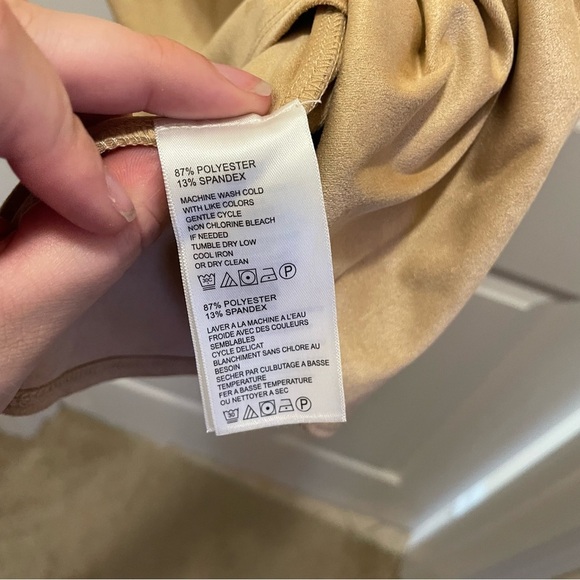 87% POLYESTER
13% SPANDEX
MACHINE WASH COLD
WITH LIKE COLORS
GENTLE CYCLE
NON CHLORINE BLEACH
IF NEEDED
TUMBLE DRY LOW
COOL IRON
OR DRY CLEAN
30C P
87% POLYESTER
13% SPANDEX
LAVER A LA MACHINE A L'EAU
FROIDE AVEC DES COULEURS
SEMBLABLES
CYCLE DELICAT
BLANCHIMENT SANS CHLORE AU
BESOIN
SECHER PAR CULBUTAGE A BASSE
TEMPERATURE
FER A BASSE TEMPERATURE
OU NETTOYER A SEC
P